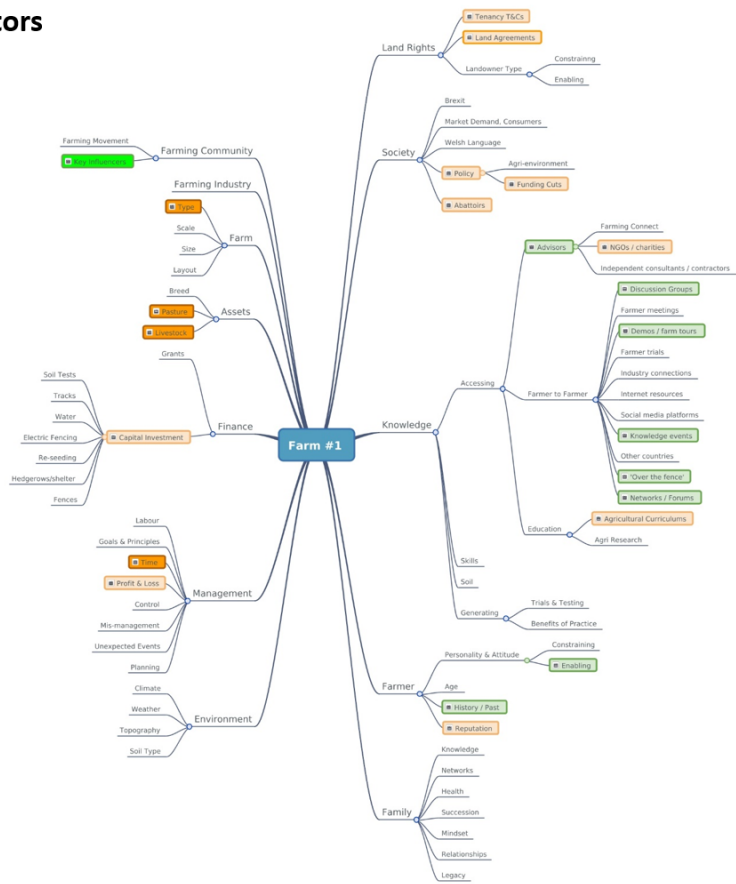 tors
Tenancy T&Cs
Land Agreements
Land Rights
Landowner Type
Constrainng
Enabling
Brexit
Market Demand, Consumers
Welsh Language
Society
Policy
Agri-environment
Funding Cuts
Abattoirs
Farming Movement
Key Influencers
Farming Community
Farming Industry
Type
Scale
Size
Layout
Farm
Breed
Pasture
Livestock
Assets
Grants
Soil Tests
Tracks
Water
Electric Fencing
Re-seeding
Hedgerows/shelter
Fences
Capital Investment
Finance
Farm #1
Knowledge
Accessing
Advisors
Farming Connect
NGOs / charities
Independent consultants / contractors
Farmer to Farmer
Discussion Groups
Farmer meetings
Demos / farm tours
Farmer trials
Industry connections
Internet resources
Social media platforms
Knowledge events
Other countries
'Over the fence'
Networks / Forums
Education
Agricultural Curriculums
Agri Research
Skills
Soil
Generating
Trials & Testing
Benefits of Practice
Labour
Goals & Principles
Time
Profit & Loss
Control
Mis-management
Unexpected Events
Planning
Management
Climate
Weather
Topography
Soil Type
Environment
Farmer
Personality & Attitude
Constraining
Enabling
Age
History / Past
Reputation
Family
Knowledge
Networks
Health
Succession
Mindset
Relationships
Legacy